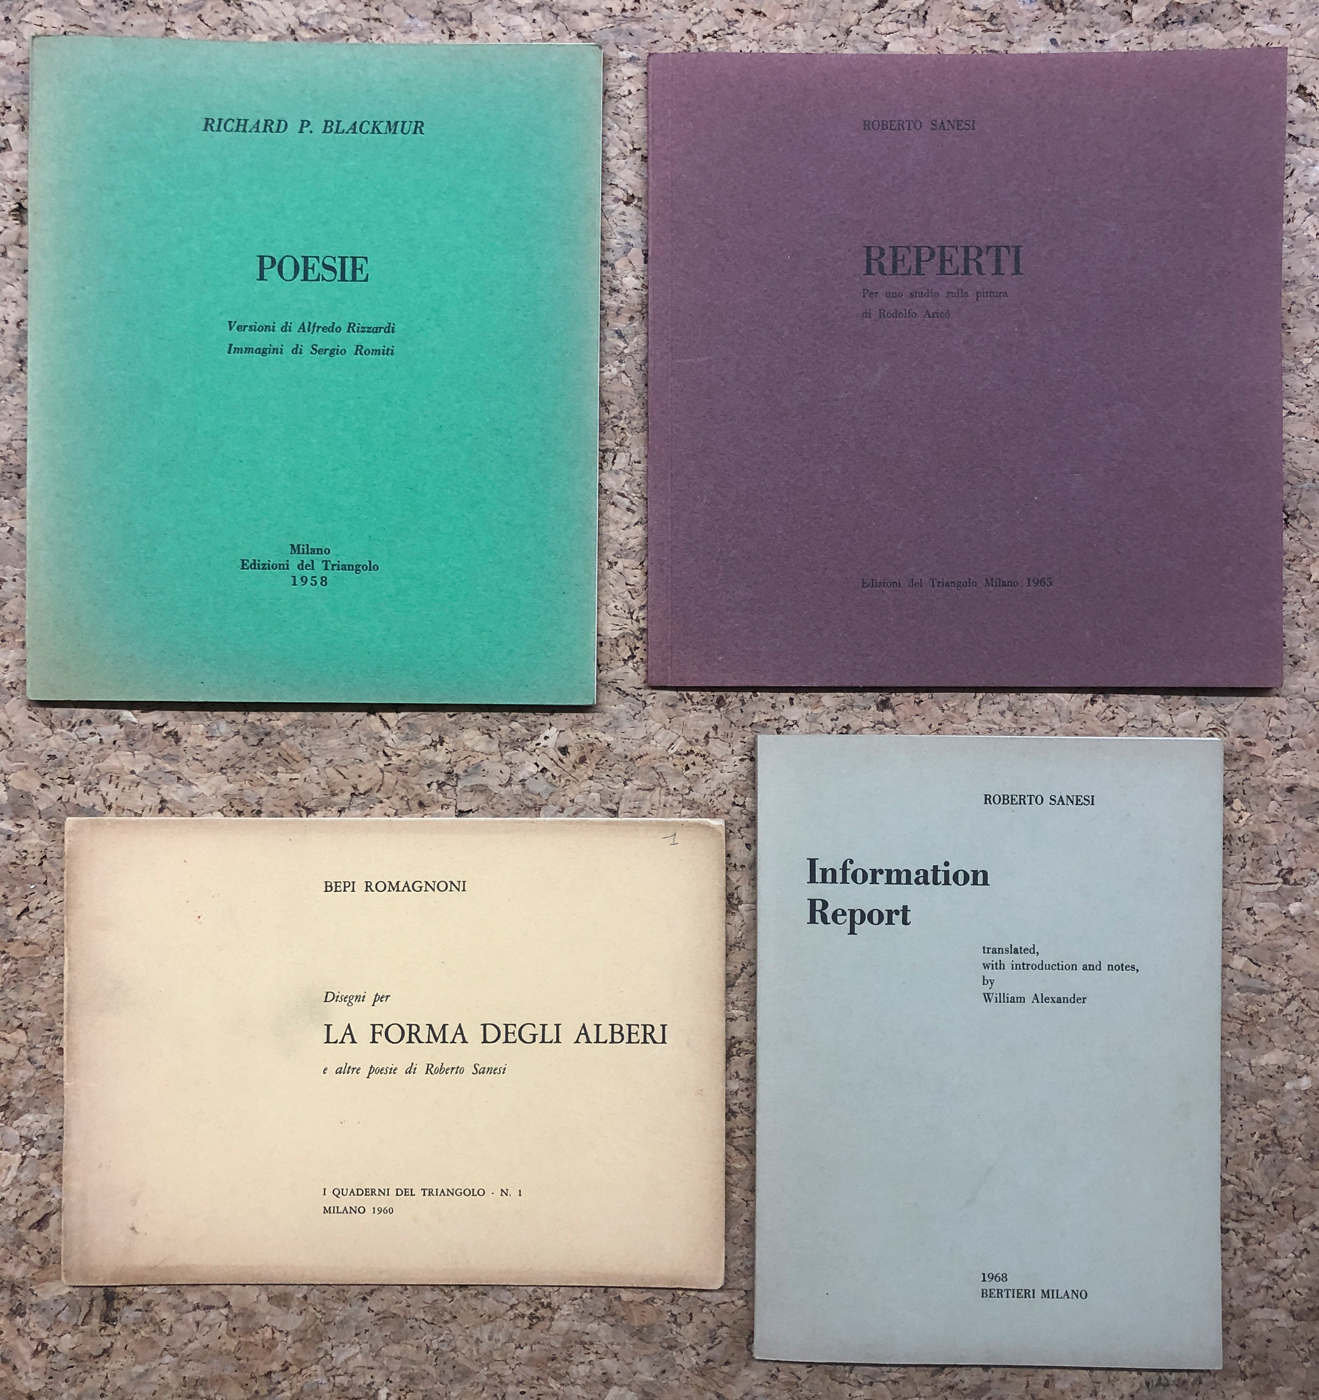 RICHARD P. BLACKMUR
POESIE
Versioni di Alfredo Rizzardi
Immagini di Sergio Romiti
Milano
Edizioni del Triangolo
1958
ROBERTO SANESI
REPERTI
Per uno studio sulla pittura
di Rodolfo Aricò
Edizioni del Triangolo Milano 1965
1
BEPI ROMAGNONI
Disegni per
LA FORMA DEGLI ALBERI
e altre poesie di Roberto Sanesi
I QUADERNI DEL TRIANGOLO - N. 1
MILANO 1960
ROBERTO SANESI
Information
Report
translated,
with introduction and notes,
by
William Alexander
1968
BERTIERI MILANO